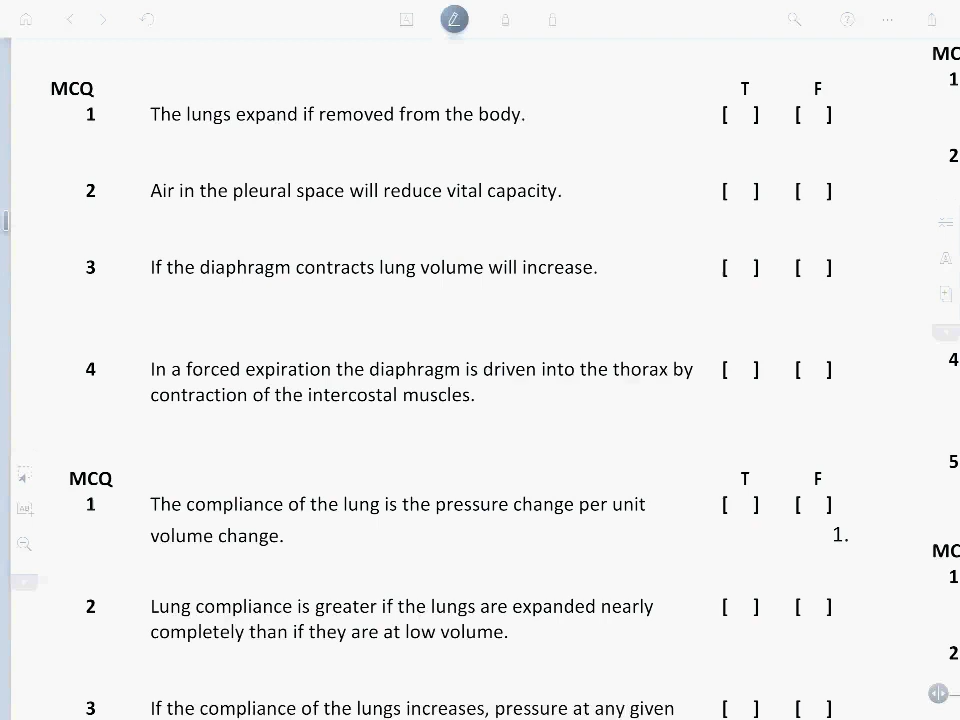 MCQ T F
1 The lungs expand if removed from the body. [ ] [ ]
2 Air in the pleural space will reduce vital capacity. [ ] [ ]
3 If the diaphragm contracts lung volume will increase. [ ] [ ]
4 In a forced expiration the diaphragm is driven into the thorax by [ ] [ ]
contraction of the intercostal muscles.
MCQ T F
1 The compliance of the lung is the pressure change per unit [ ] [ ]
volume change. 1.
2 Lung compliance is greater if the lungs are expanded nearly [ ] [ ]
completely than if they are at low volume.
3 If the compliance of the lungs increases, pressure at any given [ ] [ ]
MC
1
2
4
5
MC
1
2